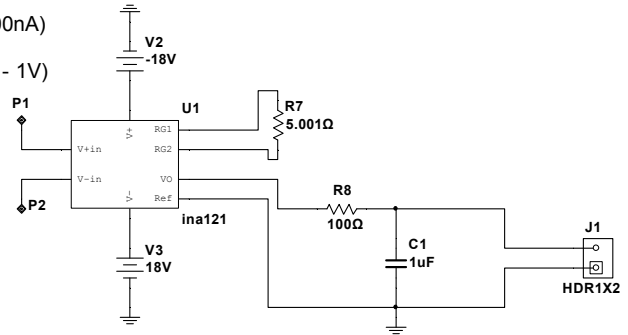 00nA)
- 1V)
V2
-18V
P1
U1
R7
5.001Ω
V+
RG1
RG2
V+in
V-in
VO
Ref
V-
P2
ina121
R8
100Ω
J1
C1
1uF
HDR1X2
V3
18V